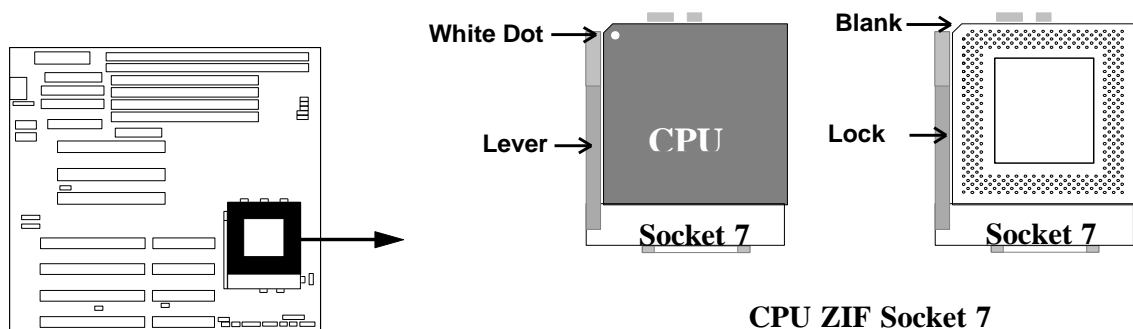 White Dot
Blank
Lever
CPU
Lock
Socket 7
Socket 7
CPU ZIF Socket 7